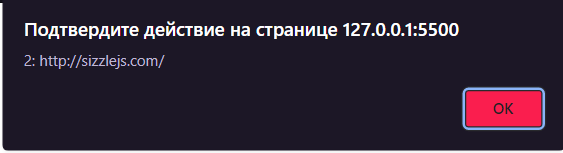 Подтвердите действие на странице 127.0.0.1:5500
2: http://sizzlejs.com/
OK